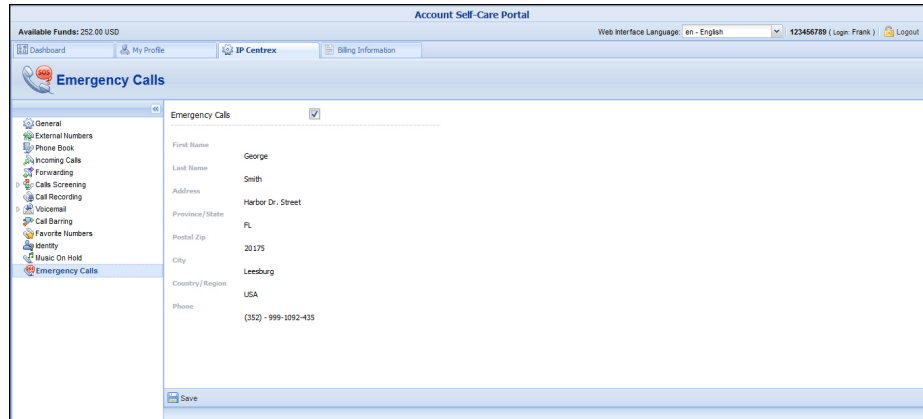 Account Self-Care Portal
Available Funds: 252.00 USD
Web Interface Language: en - English
123456789 ( Login: Frank )
Logout
Dashboard
My Profile
IP Centrex
Billing Information
SOS
Emergency Calls
«
General
External Numbers
Phone Book
Incoming Calls
Forwarding
Calls Screening
Call Recording
Voicemail
Call Barring
Favorite Numbers
Identity
Music On Hold
Emergency Calls
Emergency Calls
First Name
George
Last Name
Smith
Address
Harbor Dr. Street
Province/State
FL
Postal Zip
20175
City
Leesburg
Country/Region
USA
Phone
(352) - 999-1092-435
Save